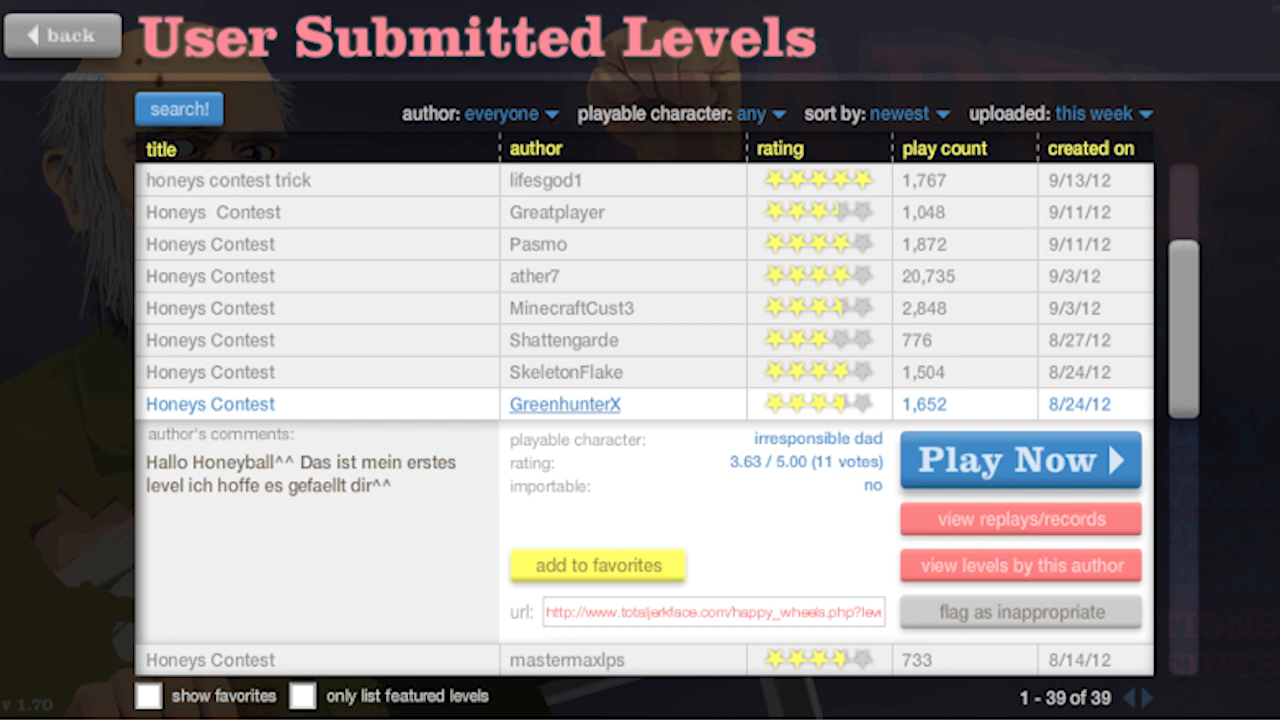 back
User Submitted Levels
search!
author: everyone playable character: any sort by: newest uploaded: this week
title author rating play count created on
honeys contest trick lifesgod1 1,767 9/13/12
Honeys  Contest Greatplayer 1,048 9/11/12
Honeys Contest Pasmo 1,872 9/11/12
Honeys Contest ather7 20,735 9/3/12
Honeys Contest MinecraftCust3 2,848 9/3/12
Honeys Contest Shattengarde 776 8/27/12
Honeys Contest SkeletonFlake 1,504 8/24/12
Honeys Contest GreenhunterX 1,652 8/24/12
author's comments:
Hallo Honeyball^^ Das ist mein erstes
level ich hoffe es gefaellt dir^^
playable character: irresponsible dad
rating: 3.63 / 5.00 (11 votes)
importable: no
add to favorites
url: http://www.totaljerkface.com/happy_wheels.php?leve
Play Now
view replays/records
view levels by this author
flag as inappropriate
Honeys Contest mastermaxlps 733 8/14/12
show favorites only list featured levels 1 - 39 of 39
v 1.70